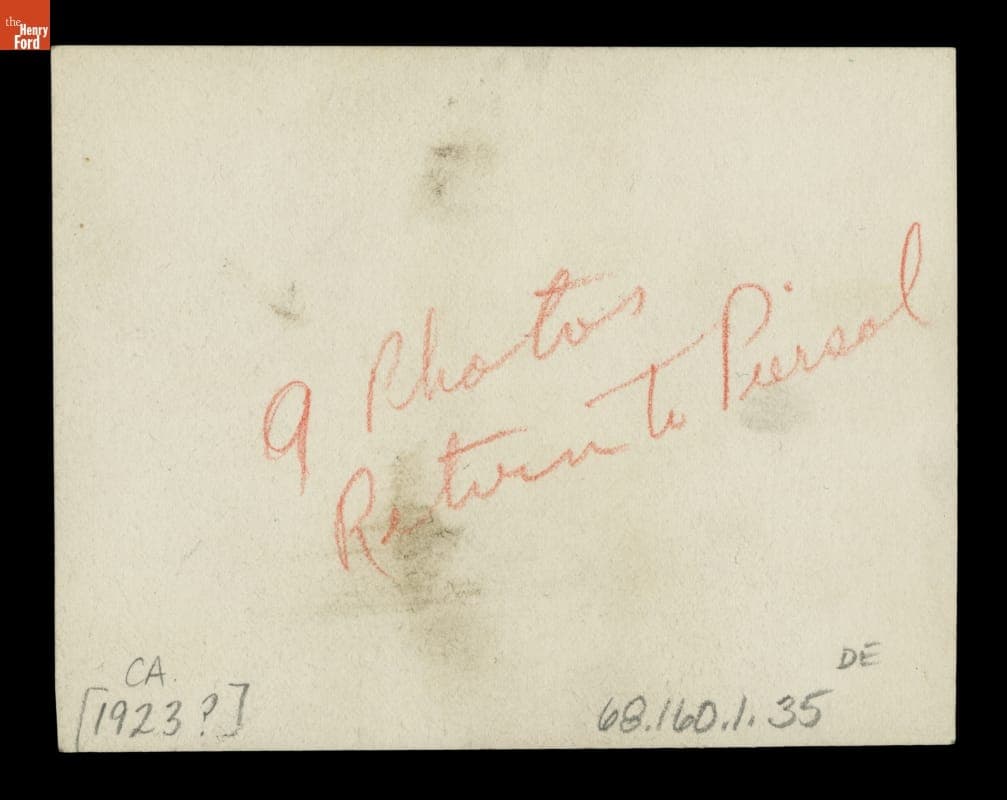 the Henry Ford
9 Photos
Return to Piersol
CA.
[1923?]
DE
68.160.1.35